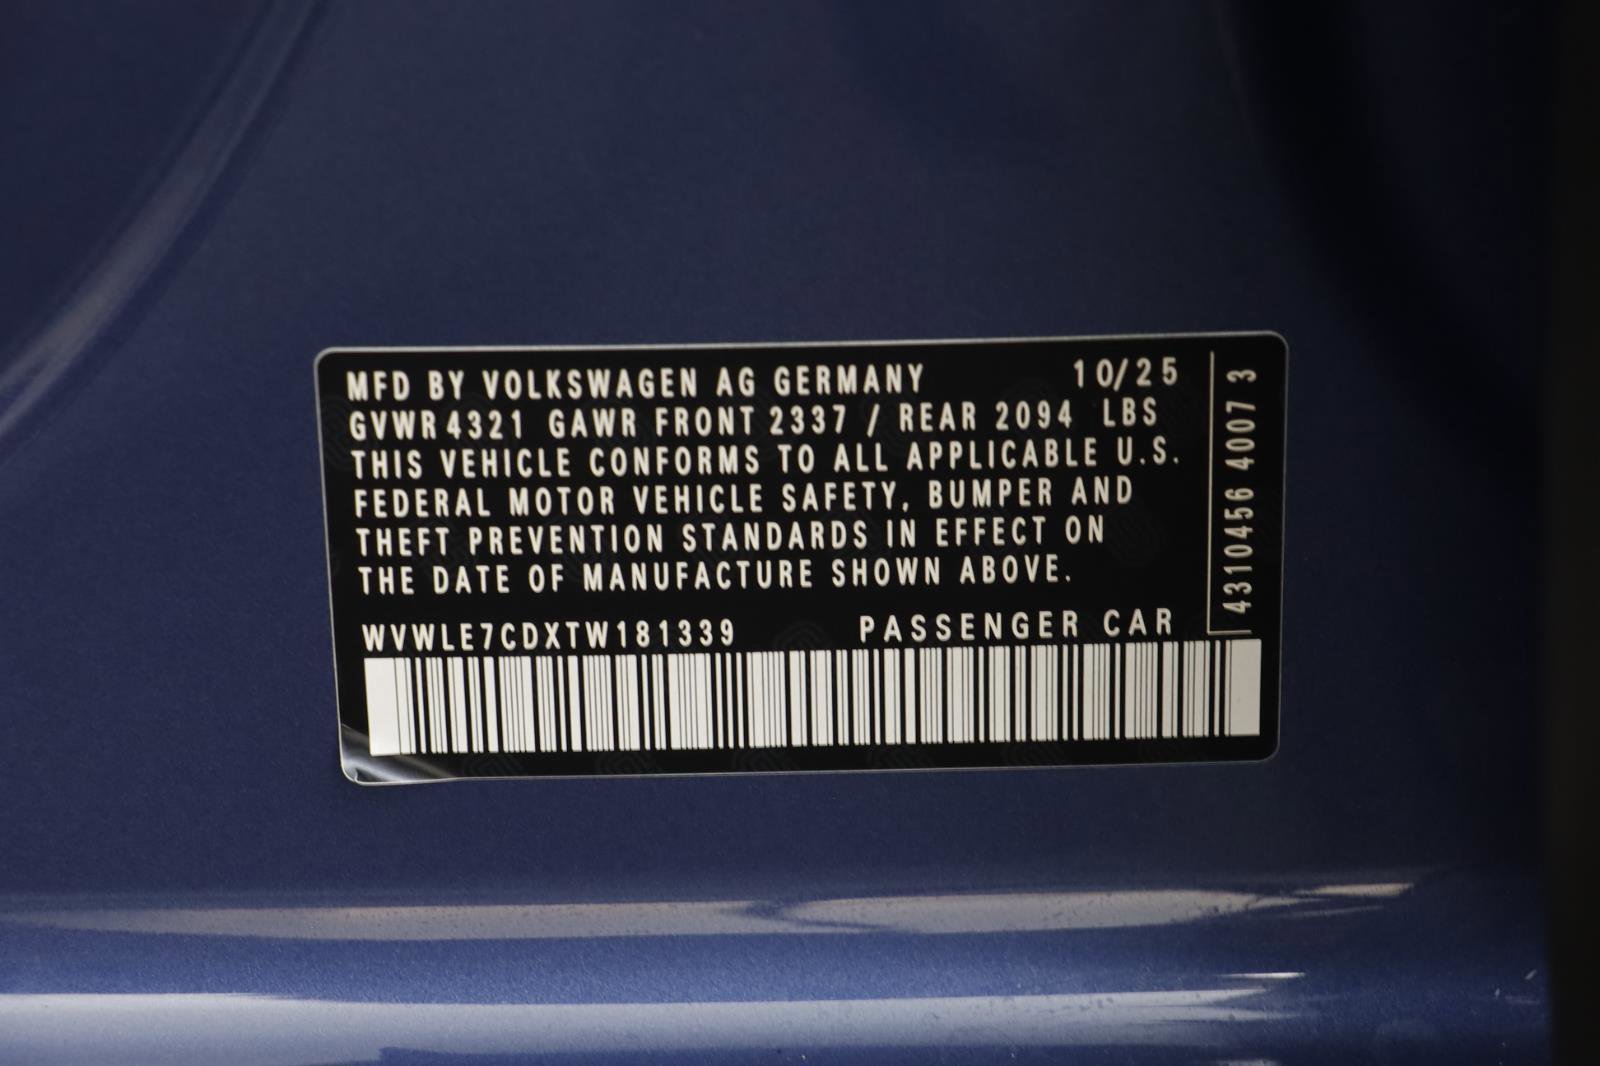 MFD BY VOLKSWAGEN AG GERMANY 10/25
GVWR 4321 GAWR FRONT 2337 / REAR 2094 LBS
THIS VEHICLE CONFORMS TO ALL APPLICABLE U.S.
FEDERAL MOTOR VEHICLE SAFETY, BUMPER AND
THEFT PREVENTION STANDARDS IN EFFECT ON
THE DATE OF MANUFACTURE SHOWN ABOVE.
WVWLE7CDXTW181339 PASSENGER CAR
4310456 4007 3